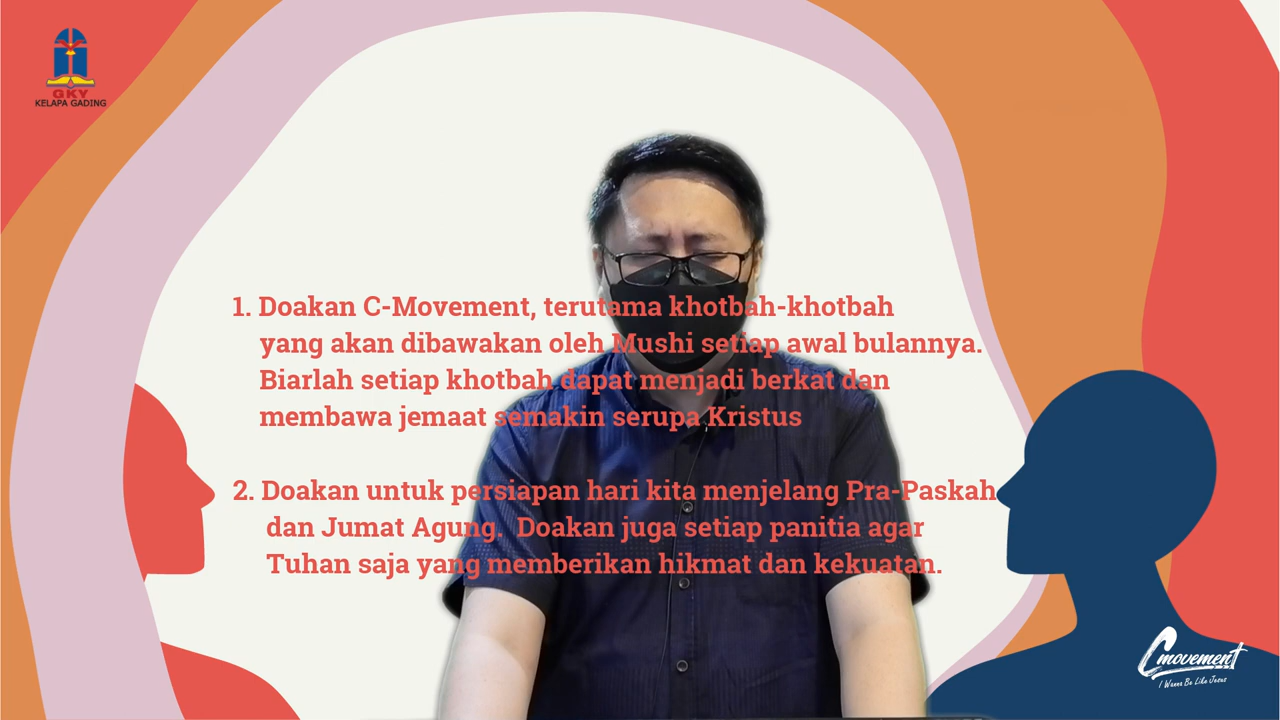 GKY
KELAPA GADING
1. Doakan C-Movement, terutama khotbah-khotbah
yang akan dibawakan oleh Mushi setiap awal bulannya.
Biarlah setiap khotbah dapat menjadi berkat dan
membawa jemaat semakin serupa Kristus
2. Doakan untuk persiapan hari kita menjelang Pra-Paskah
dan Jumat Agung. Doakan juga setiap panitia agar
Tuhan saja yang memberikan hikmat dan kekuatan.
Cmovement
I Wanna Be Like Jesus